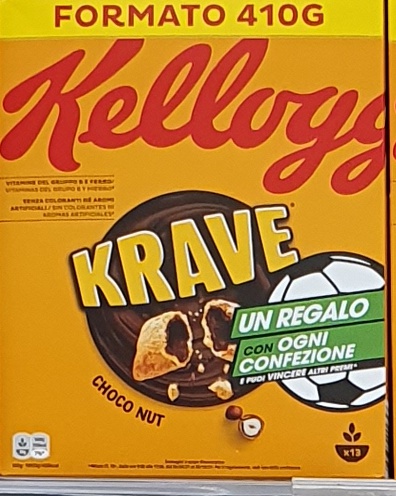 FORMATO 410G
Kellogg
VITAMINE DEL GRUPPO B E FERRO/
VITAMINAS DEL GRUPO B Y HIERRO*
SENZA COLORANTI NÉ AROMI
ARTIFICIALI/SIN COLORANTES NI
AROMAS ARTIFICIALES*
KRAVE
UN REGALO
CON OGNI
CONFEZIONE
E PUOI VINCERE ALTRI PREMI*
CHOCO NUT
x13